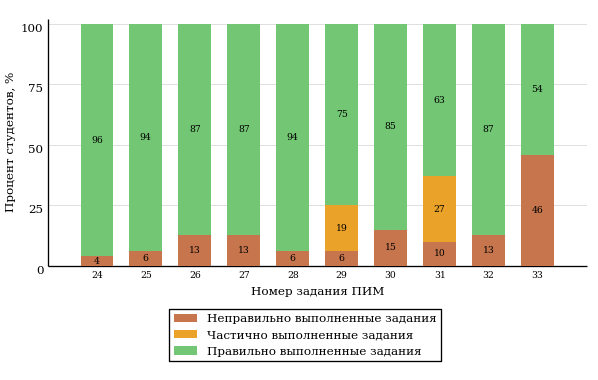 Процент студентов, %
100
75
50
25
0
96 94 87 87 94 75 85 63 87 54
19 27
4 6 13 13 6 6 15 10 13 46
24 25 26 27 28 29 30 31 32 33
Номер задания ПИМ
Неправильно выполненные задания
Частично выполненные задания
Правильно выполненные задания